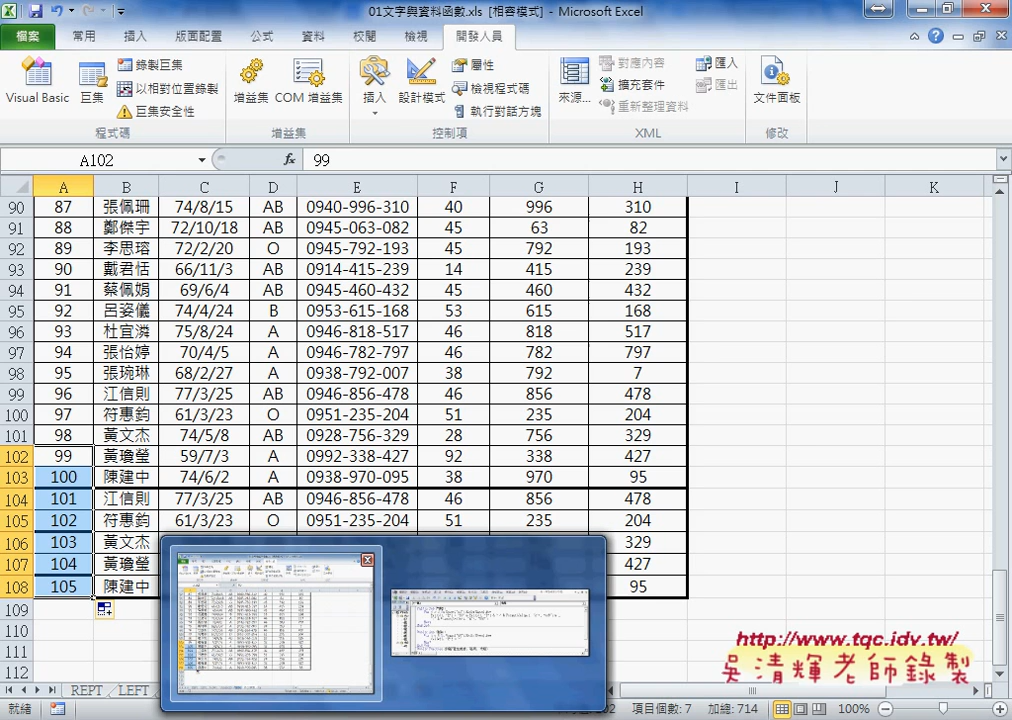 01文字與資料函數.xls [相容模式] - Microsoft Excel
檔案 常用 插入 版面配置 公式 資料 校閱 檢視 開發人員
Visual Basic 巨集 錄製巨集 以相對位置錄製 巨集安全性 程式碼
增益集 COM 增益集 增益集
插入 設計模式 屬性 檢視程式碼 執行對話方塊 控制項
來源... 對應內容 擴充套件 重新整理資料 匯入 匯出 XML
文件面板 修改
A102 fx 99
A B C D E F G H I J K
90 87 張佩珊 74/8/15 AB 0940-996-310 40 996 310
91 88 鄭傑宇 72/10/18 AB 0945-063-082 45 63 82
92 89 李思瑢 72/2/20 O 0945-792-193 45 792 193
93 90 戴君恬 66/11/3 AB 0914-415-239 14 415 239
94 91 蔡佩娟 69/6/4 AB 0945-460-432 45 460 432
95 92 呂姿儀 74/4/24 B 0953-615-168 53 615 168
96 93 杜宜潾 75/8/24 A 0946-818-517 46 818 517
97 94 張怡婷 70/4/5 A 0946-782-797 46 782 797
98 95 張琬琳 68/2/27 A 0938-792-007 38 792 7
99 96 江信則 77/3/25 AB 0946-856-478 46 856 478
100 97 符惠鈞 61/3/23 O 0951-235-204 51 235 204
101 98 黃文杰 74/5/8 AB 0928-756-329 28 756 329
102 99 黃瓊瑩 59/7/3 A 0992-338-427 92 338 427
103 100 陳建中 74/6/2 A 0938-970-095 38 970 95
104 101 江信則 77/3/25 AB 0946-856-478 46 856 478
105 102 符惠鈞 61/3/23 O 0951-235-204 51 235 204
106 103 黃文杰 329
107 104 黃瓊瑩 427
108 105 陳建中 95
109
110
111
112
http://www.tqc.idv.tw/
吳清輝老師錄製
REPT LEFT
就緒 項目個數: 7 加總: 714 100%